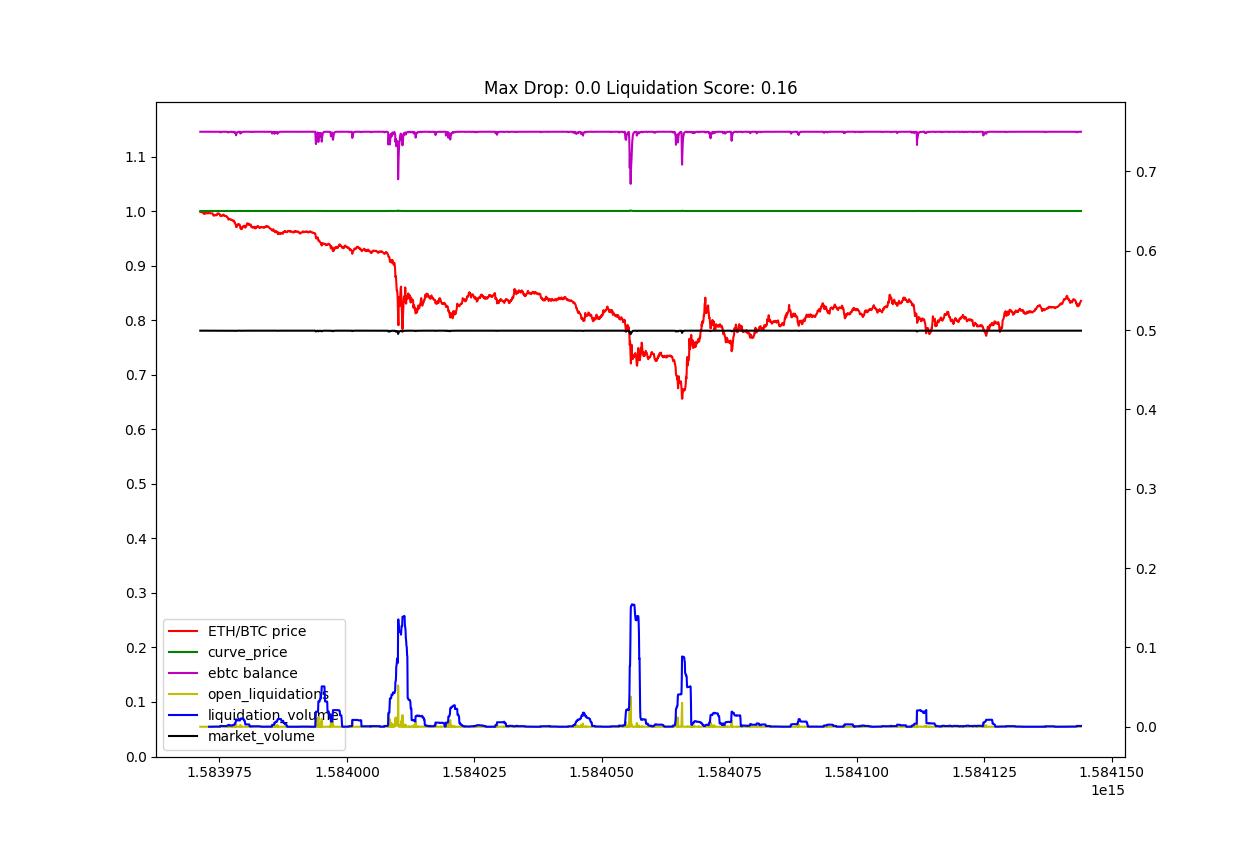 Max Drop: 0.0 Liquidation Score: 0.16
1.1
1.0
0.9
0.8
0.7
0.6
0.5
0.4
0.3
0.2
0.1
0.0
0.7
0.6
0.5
0.4
0.3
0.2
0.1
0.0
ETH/BTC price
curve_price
ebtc balance
open_liquidations
liquidation_volume
market_volume
1.583975 1.584000 1.584025 1.584050 1.584075 1.584100 1.584125 1.584150
1e15